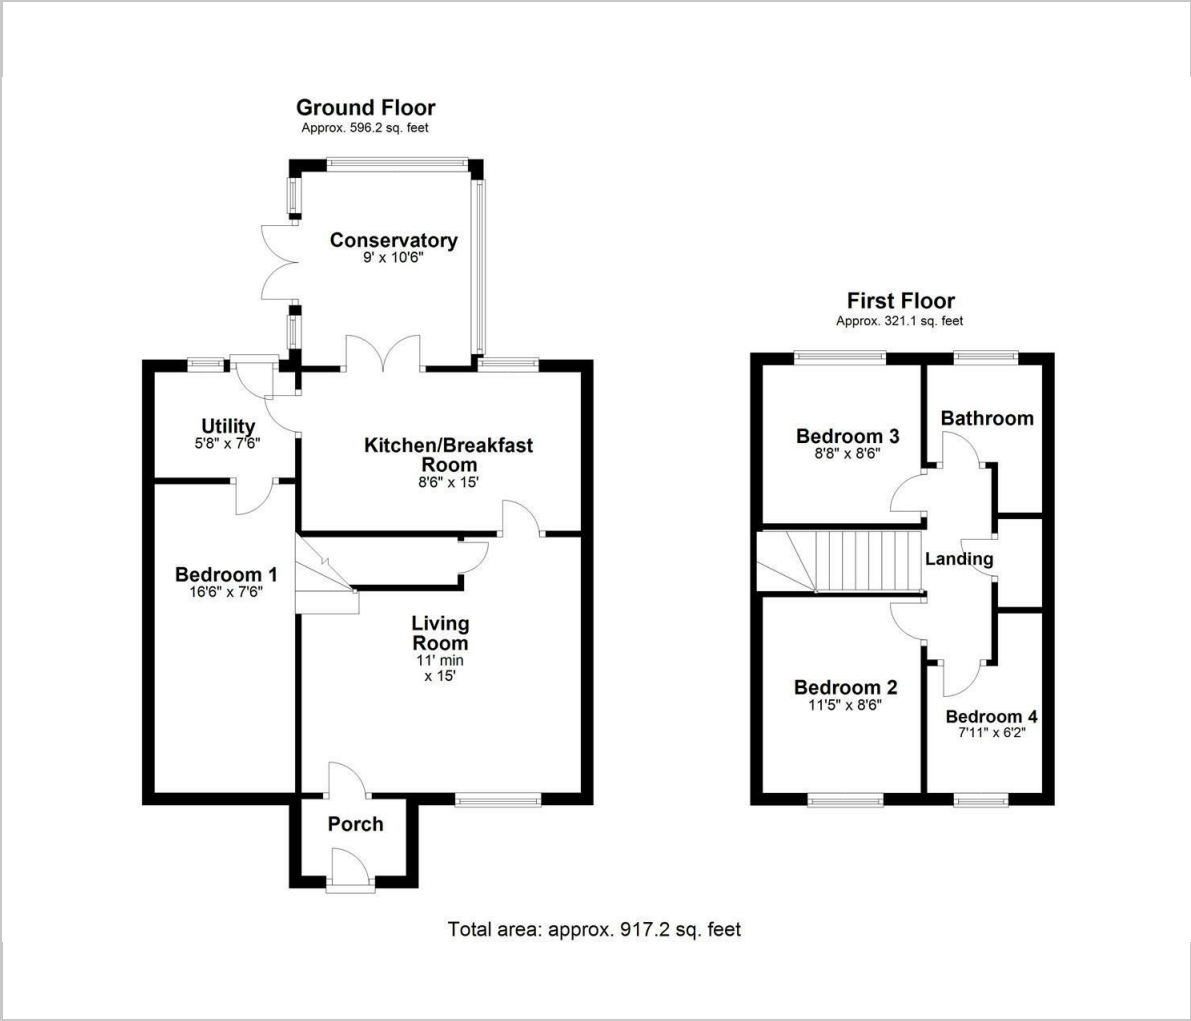 Ground Floor
Approx. 596.2 sq. feet
Conservatory
9' x 10'6"
Utility
5'8" x 7'6"
Kitchen/Breakfast
Room
8'6" x 15'
Bedroom 1
16'6" x 7'6"
Living
Room
11' min
x 15'
Porch
First Floor
Approx. 321.1 sq. feet
Bathroom
Bedroom 3
8'8" x 8'6"
Landing
Bedroom 2
11'5" x 8'6"
Bedroom 4
7'11" x 6'2"
Total area: approx. 917.2 sq. feet